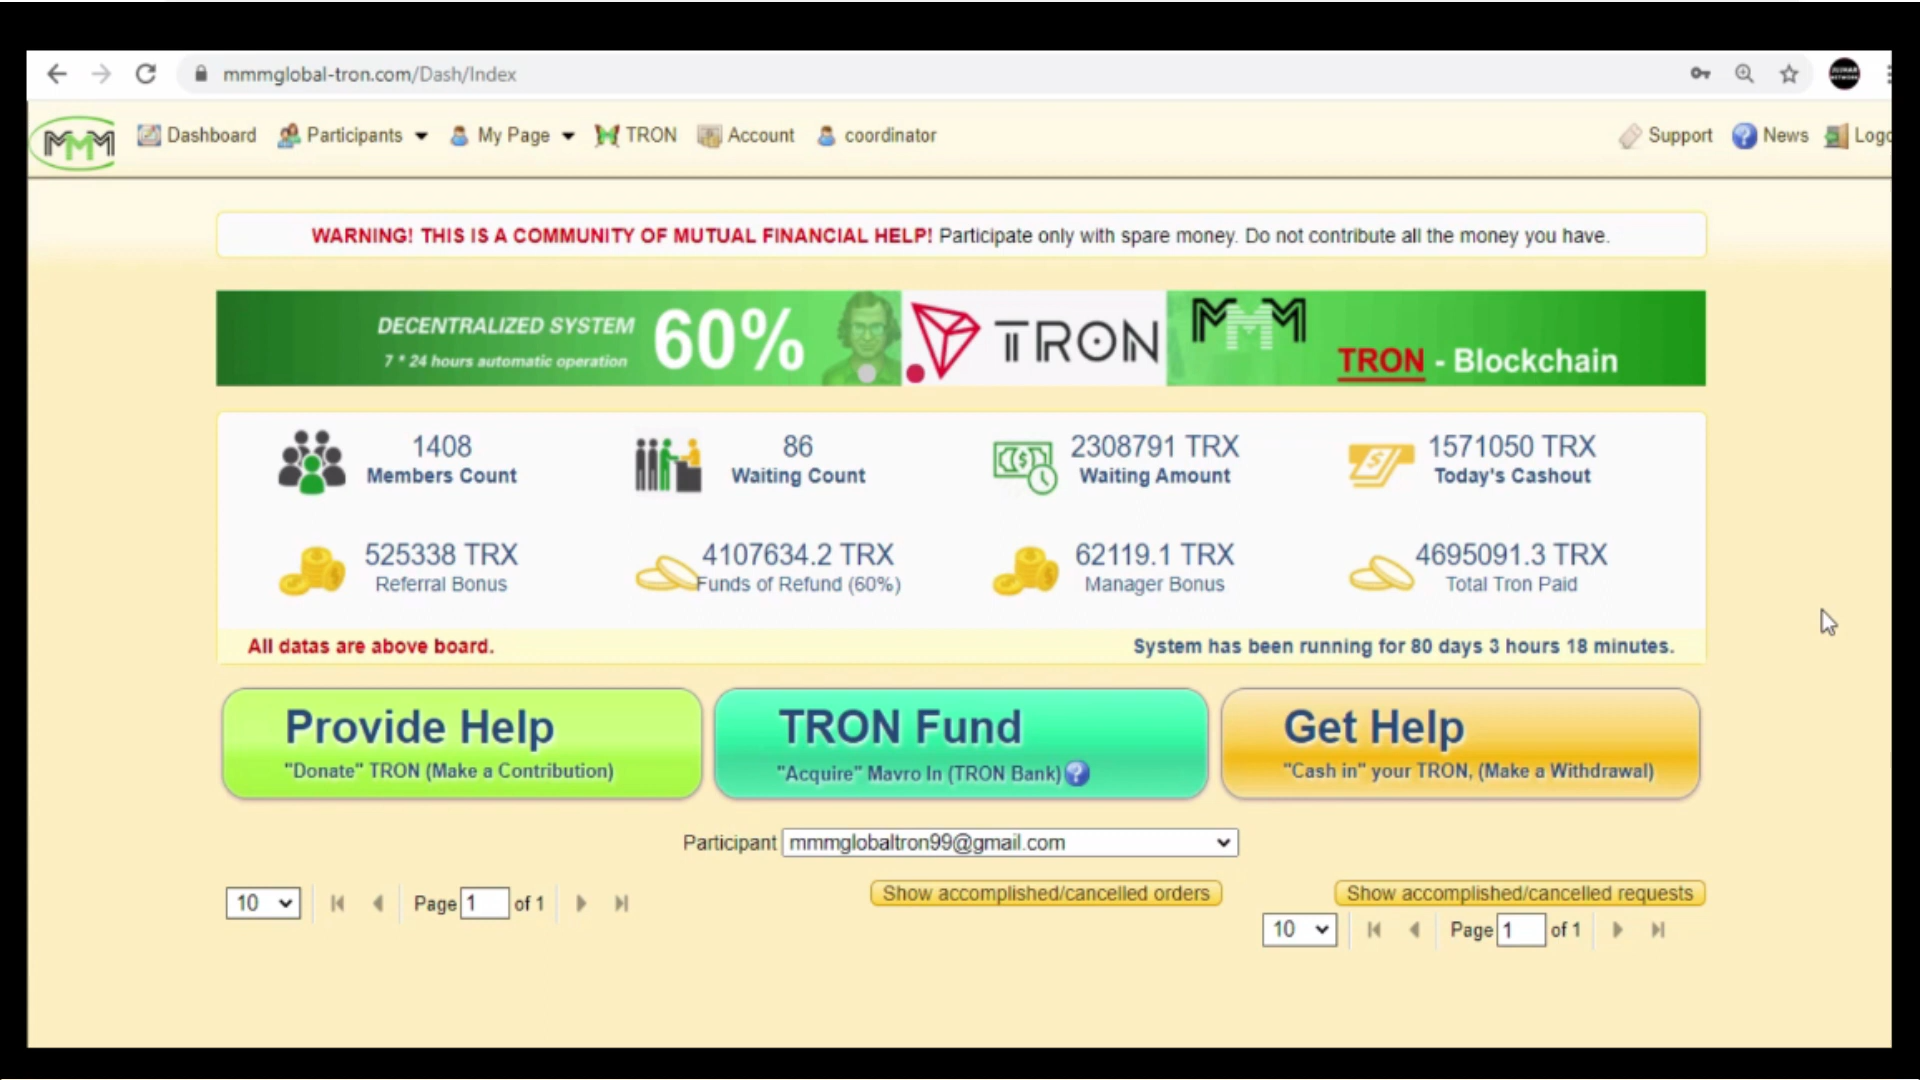 mmmglobal-tron.com/Dash/Index
MMM Dashboard Participants My Page TRON Account coordinator Support News Logo
WARNING! THIS IS A COMMUNITY OF MUTUAL FINANCIAL HELP! Participate only with spare money. Do not contribute all the money you have.
DECENTRALIZED SYSTEM
7 * 24 hours automatic operation
60%
TRON
MMM
TRON - Blockchain
1408
Members Count
86
Waiting Count
2308791 TRX
Waiting Amount
1571050 TRX
Today's Cashout
525338 TRX
Referral Bonus
4107634.2 TRX
Funds of Refund (60%)
62119.1 TRX
Manager Bonus
4695091.3 TRX
Total Tron Paid
All datas are above board.
System has been running for 80 days 3 hours 18 minutes.
Provide Help
"Donate" TRON (Make a Contribution)
TRON Fund
"Acquire" Mavro In (TRON Bank) ?
Get Help
"Cash in" your TRON, (Make a Withdrawal)
Participant mmmglobaltron99@gmail.com
Show accomplished/cancelled orders
10 Page 1 of 1
Show accomplished/cancelled requests
10 Page 1 of 1